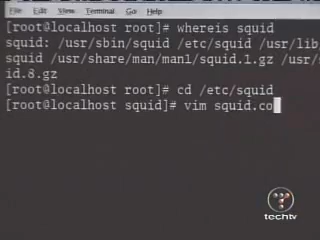 File Edit View Terminal Go Help
[root@localhost root]# whereis squid
squid: /usr/sbin/squid /etc/squid /usr/lib
squid /usr/share/man/man1/squid.1.gz /usr/s
id.8.gz
[root@localhost root]# cd /etc/squid
[root@localhost squid]# vim squid.co
techtv